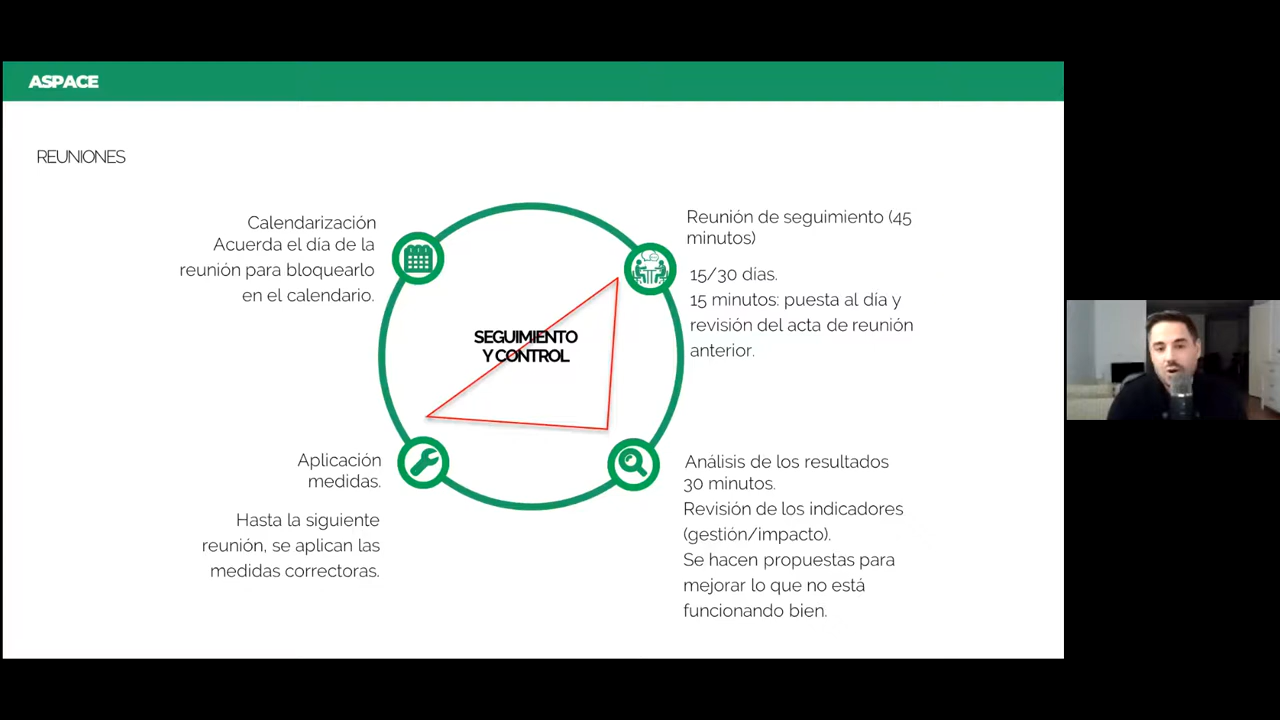 ASPACE
REUNIONES
Calendarización
Acuerda el día de la
reunión para bloquearlo
en el calendario.
Reunión de seguimiento (45
minutos)
15/30 días.
15 minutos: puesta al día y
revisión del acta de reunión
anterior.
SEGUIMIENTO
Y CONTROL
Aplicación
medidas.
Hasta la siguiente
reunión, se aplican las
medidas correctoras.
Análisis de los resultados
30 minutos.
Revisión de los indicadores
(gestión/impacto).
Se hacen propuestas para
mejorar lo que no está
funcionando bien.